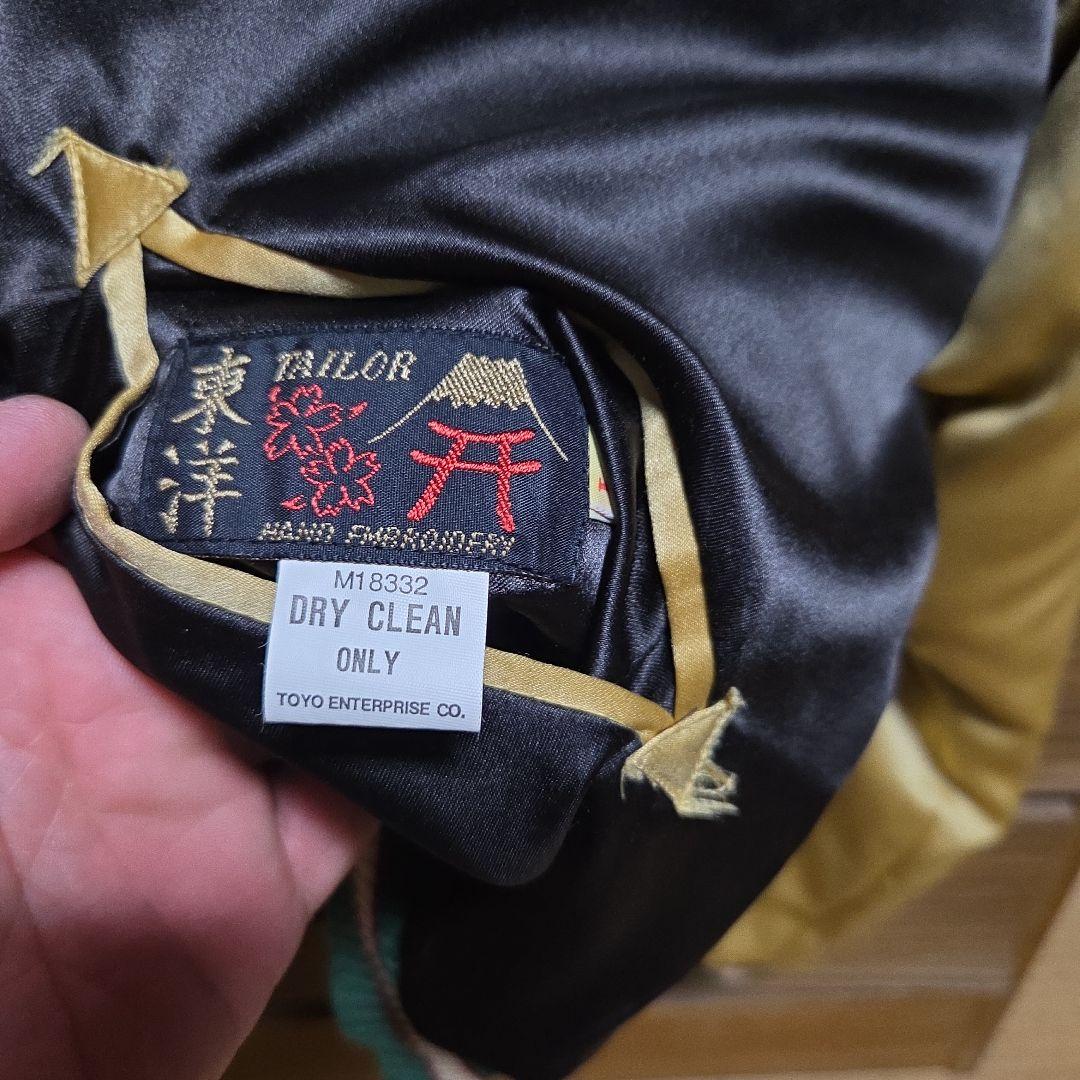 TAILOR
東洋
HAND EMBROIDERY
M18332
DRY CLEAN
ONLY
TOYO ENTERPRISE CO.